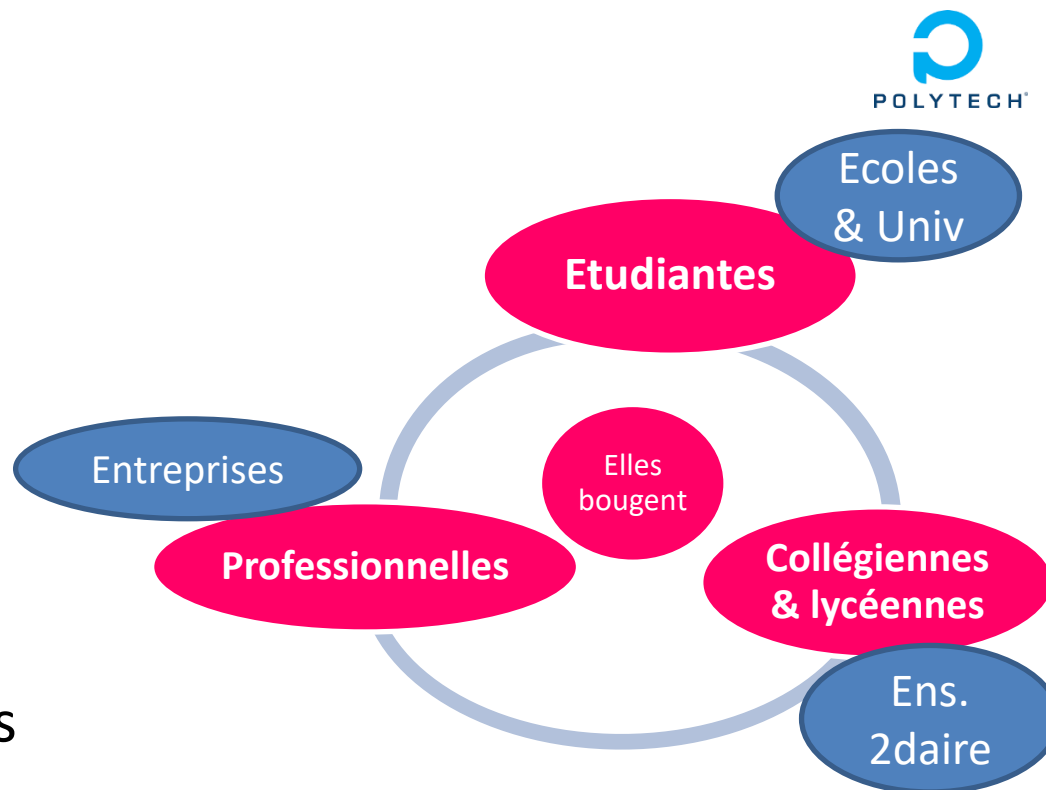 POLYTECH
Ecoles
& Univ
Etudiantes
Entreprises
Elles
bougent
Professionnelles
Collégiennes
& lycéennes
Ens.
2daire
s